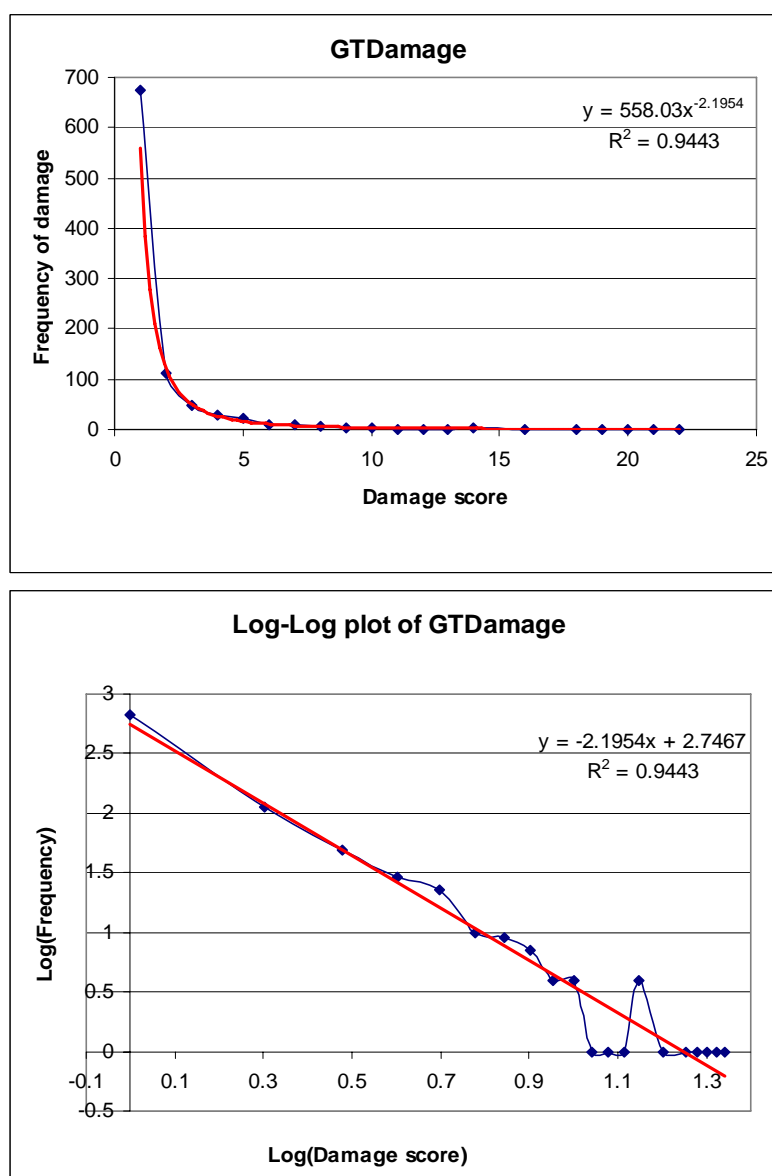 GTDamage
y = 558.03x-2.1954
R2 = 0.9443
700
600
500
400
300
200
100
0
0 5 10 15 20 25
Frequency of damage
Damage score
Log-Log plot of GTDamage
y = -2.1954x + 2.7467
R2 = 0.9443
3
2.5
2
1.5
1
0.5
0
-0.5
-0.1 0.1 0.3 0.5 0.7 0.9 1.1 1.3
Log(Frequency)
Log(Damage score)